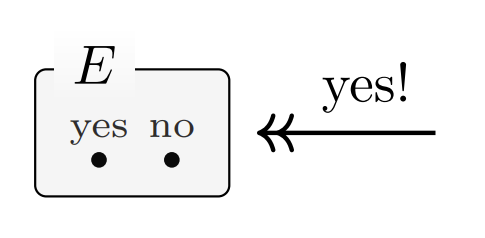 E
yes!
yes no